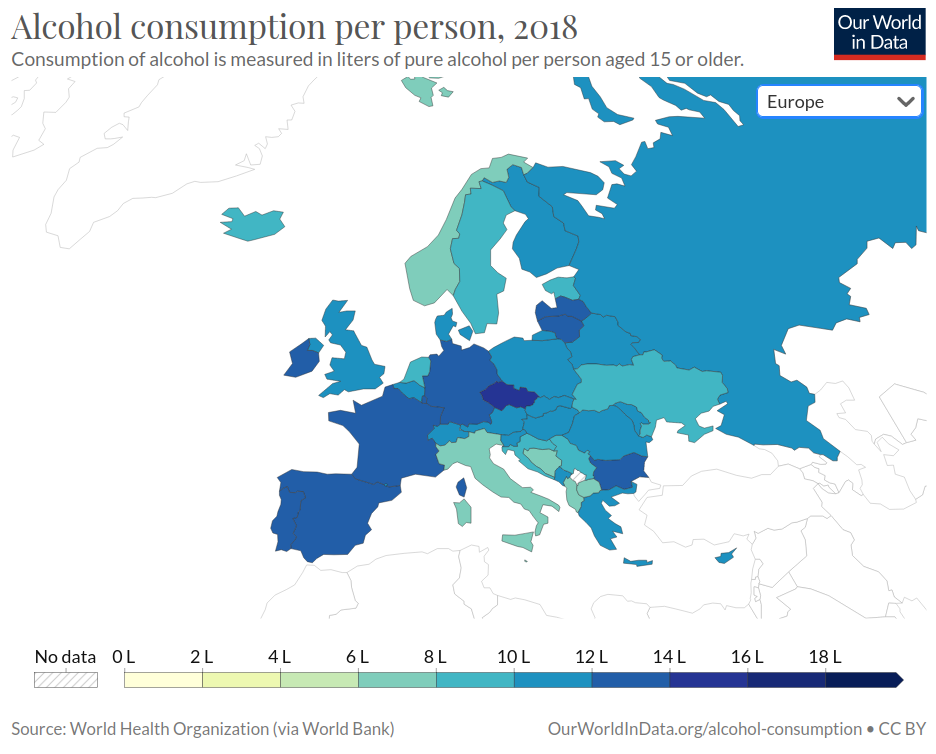 Alcohol consumption per person, 2018
Consumption of alcohol is measured in liters of pure alcohol per person aged 15 or older.
Our World
in Data
Europe
No data 0 L 2 L 4 L 6 L 8 L 10 L 12 L 14 L 16 L 18 L
Source: World Health Organization (via World Bank)
OurWorldInData.org/alcohol-consumption • CC BY